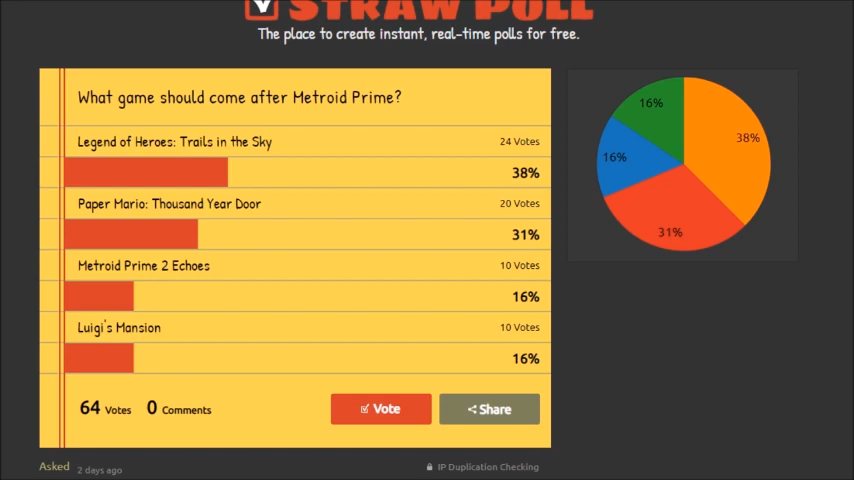 STRAW POLL
The place to create instant, real-time polls for free.
What game should come after Metroid Prime?
Legend of Heroes: Trails in the Sky 24 Votes
38%
Paper Mario: Thousand Year Door 20 Votes
31%
Metroid Prime 2 Echoes 10 Votes
16%
Luigi's Mansion 10 Votes
16%
64 Votes 0 Comments Vote Share
Asked 2 days ago IP Duplication Checking
16%
38%
16%
31%